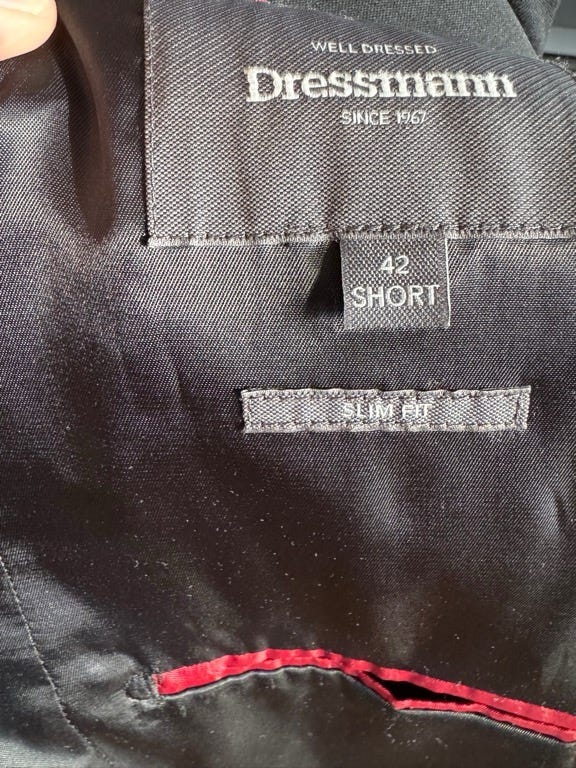 WELL DRESSED
Dressmann
SINCE 1967
42
SHORT
SLIM FIT